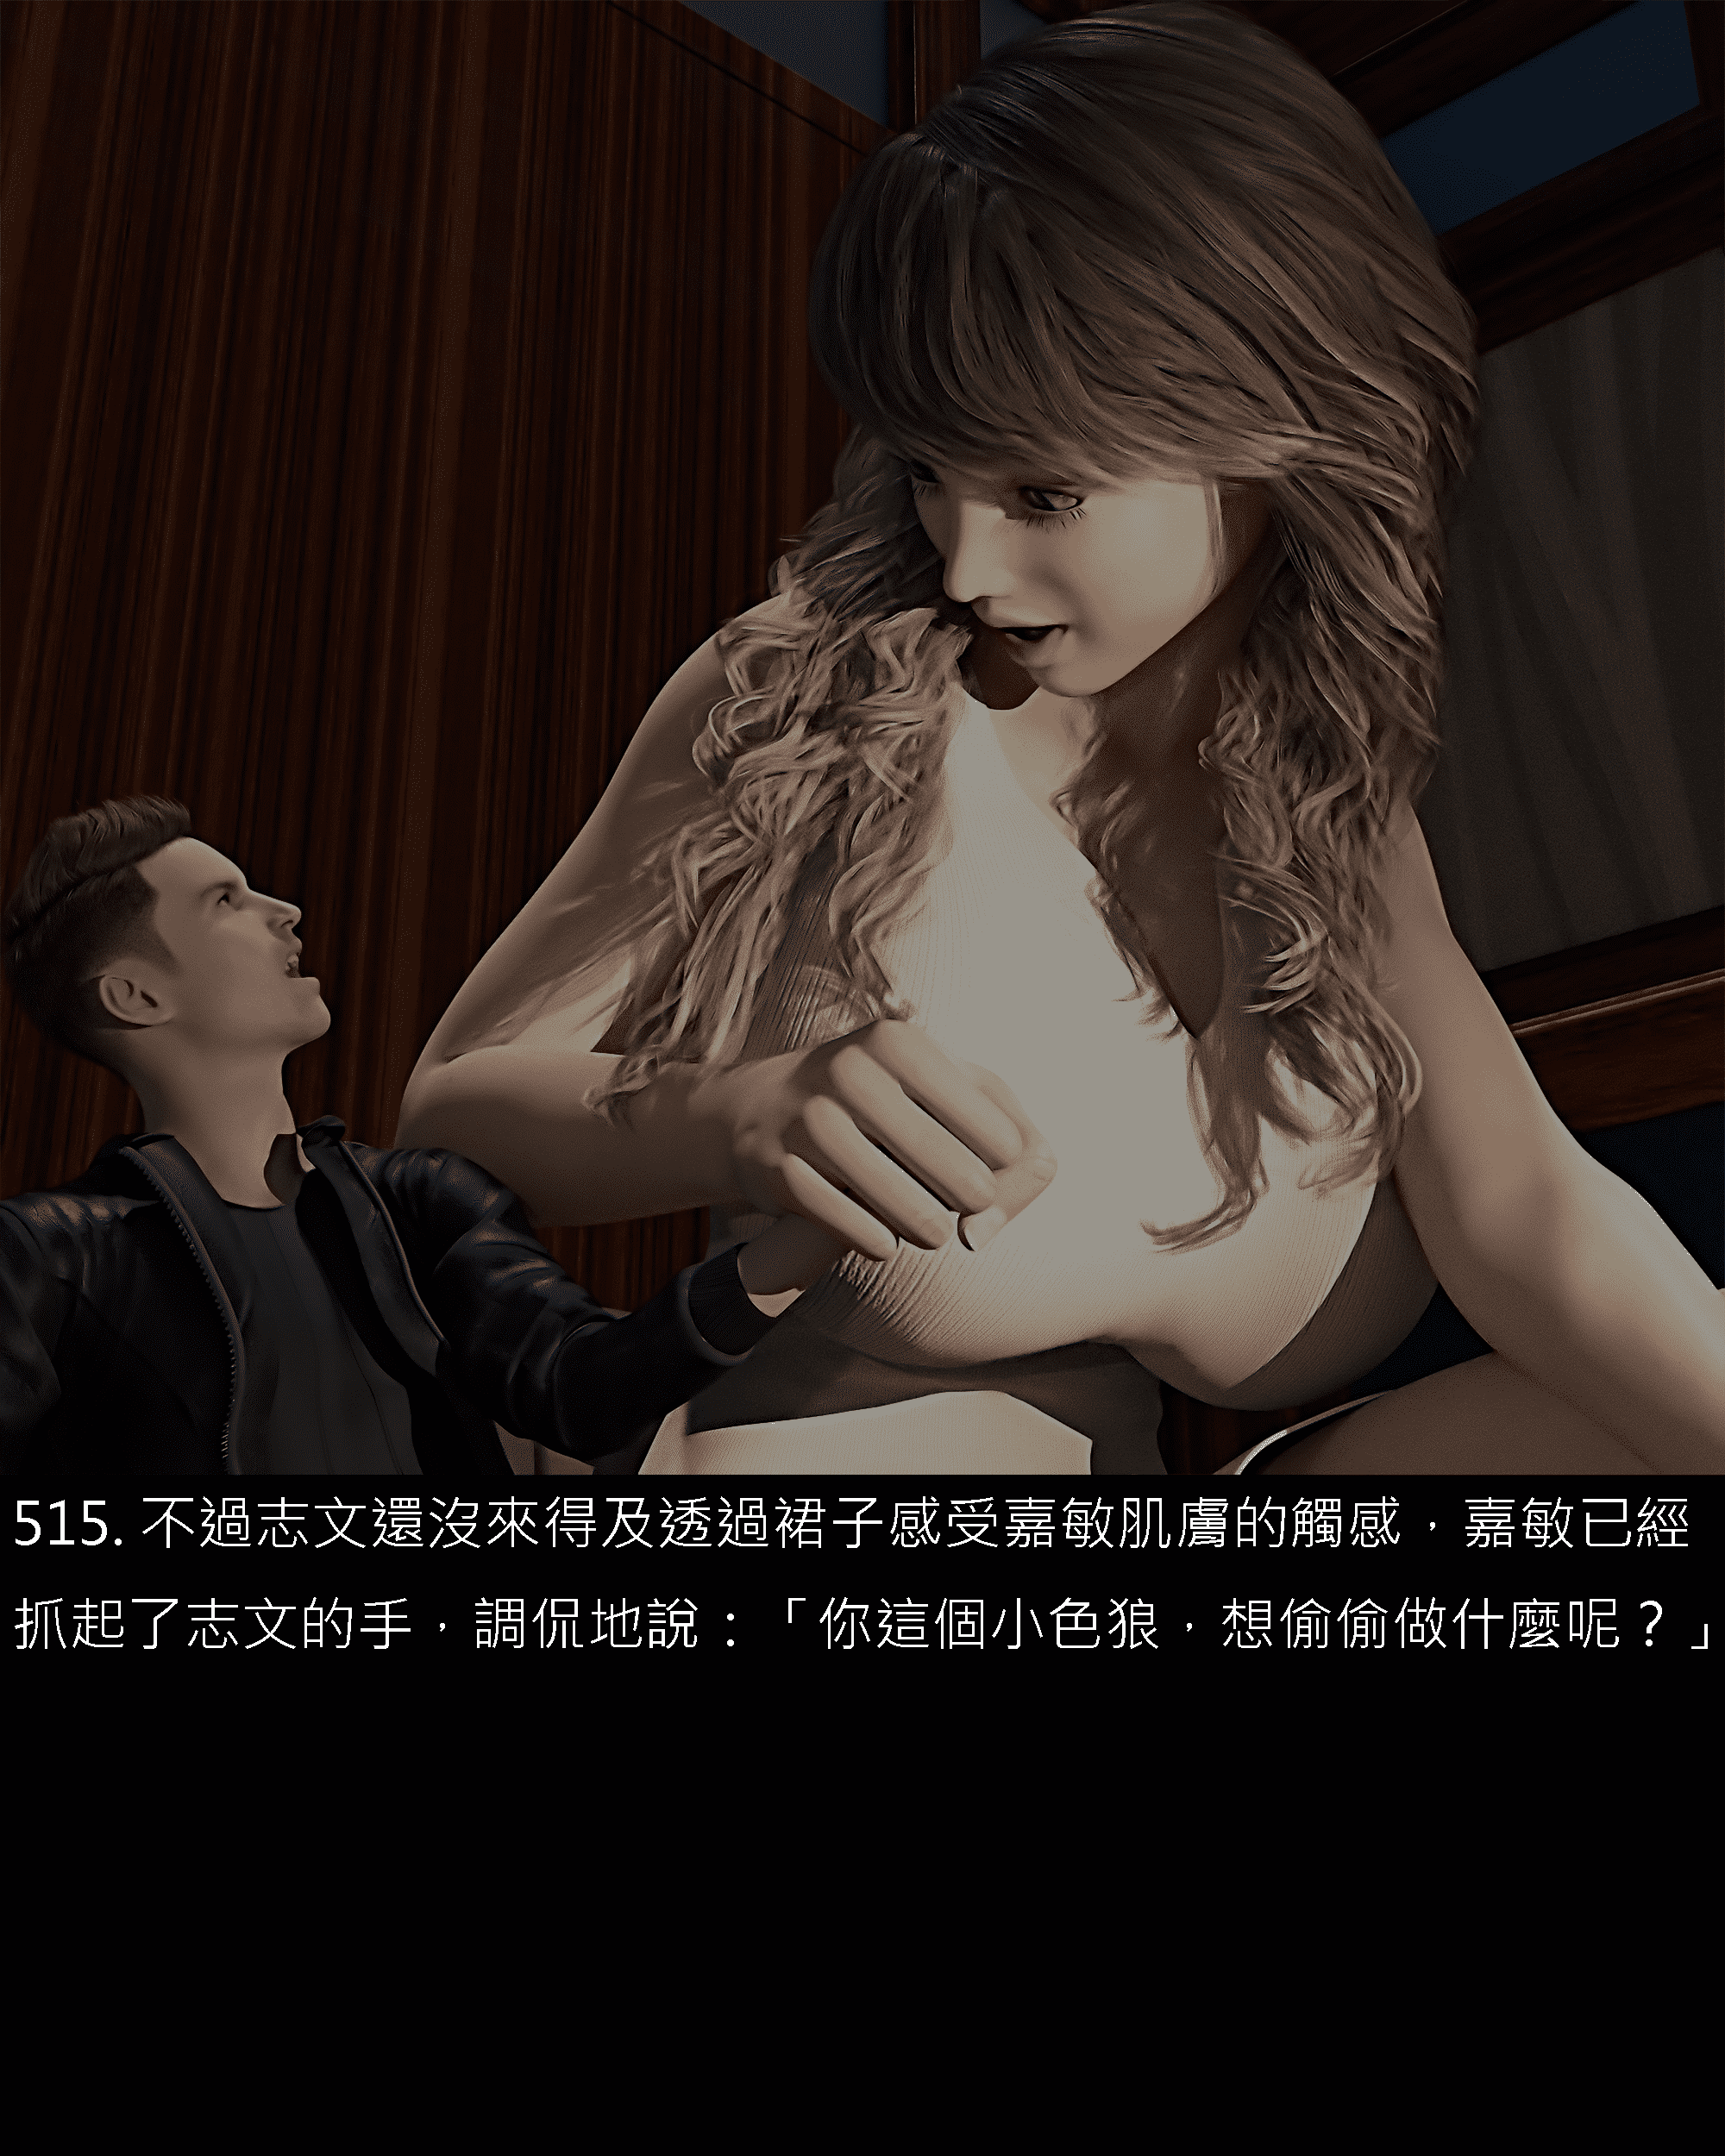 515. 不過志文還沒來得及透過裙子感受嘉敏肌膚的觸感，嘉敏已經
抓起了志文的手，調侃地說：「你這個小色狼，想偷偷做什麼呢？」